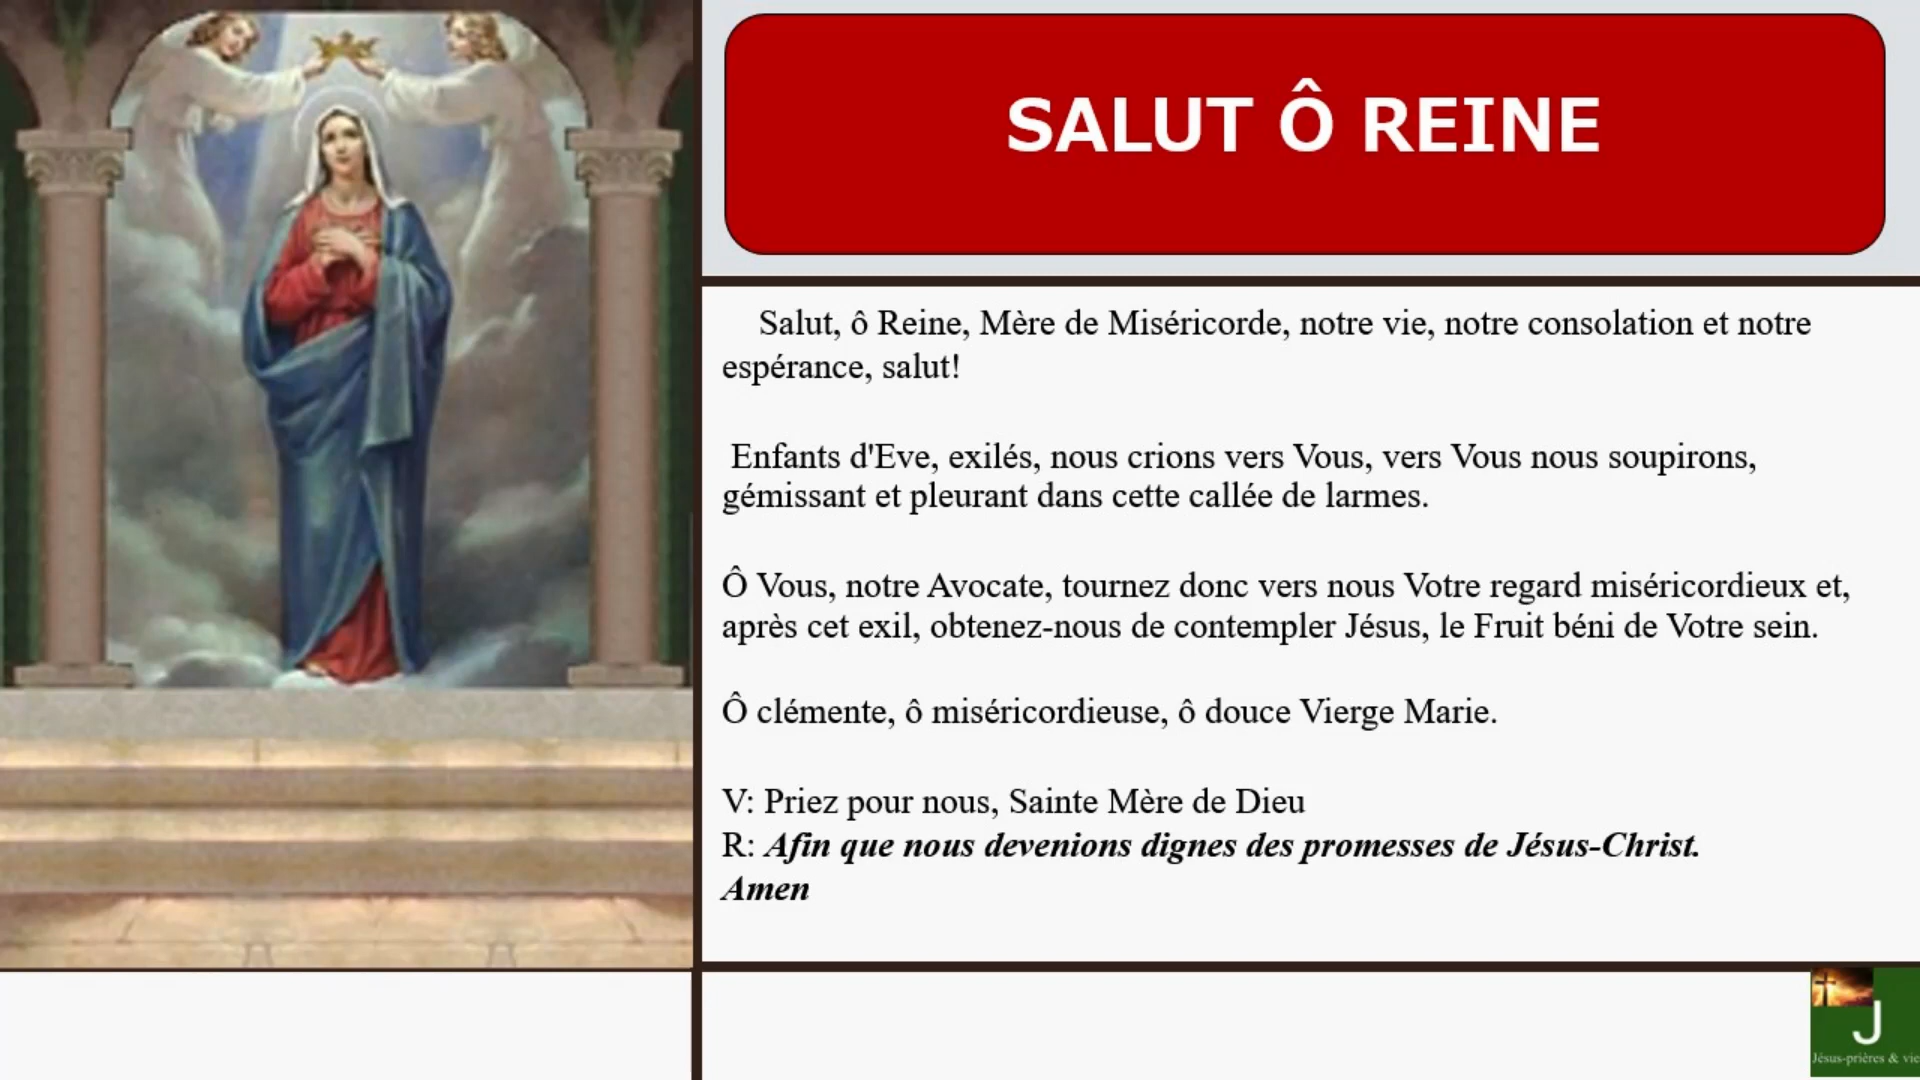 SALUT Ô REINE
Salut, ô Reine, Mère de Miséricorde, notre vie, notre consolation et notre
espérance, salut!
Enfants d'Eve, exilés, nous crions vers Vous, vers Vous nous soupirons,
gémissant et pleurant dans cette callée de larmes.
Ô Vous, notre Avocate, tournez donc vers nous Votre regard miséricordieux et,
après cet exil, obtenez-nous de contempler Jésus, le Fruit béni de Votre sein.
Ô clémente, ô miséricordieuse, ô douce Vierge Marie.
V: Priez pour nous, Sainte Mère de Dieu
R: Afin que nous devenions dignes des promesses de Jésus-Christ.
Amen
J
Jésus-prières & vie